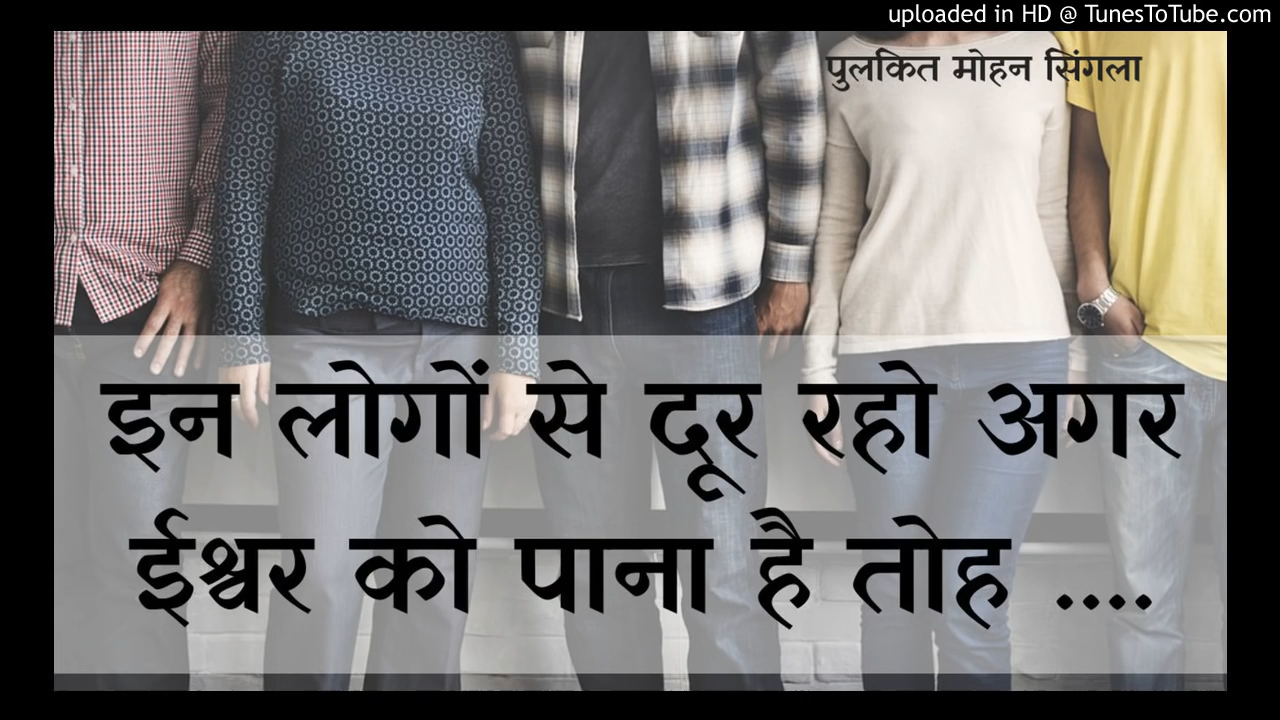 uploaded in HD @ TunesToTube.com
पुलकित मोहन सिंगला
इन लोगों से दूर रहो अगर
ईश्वर को पाना है तोह ....